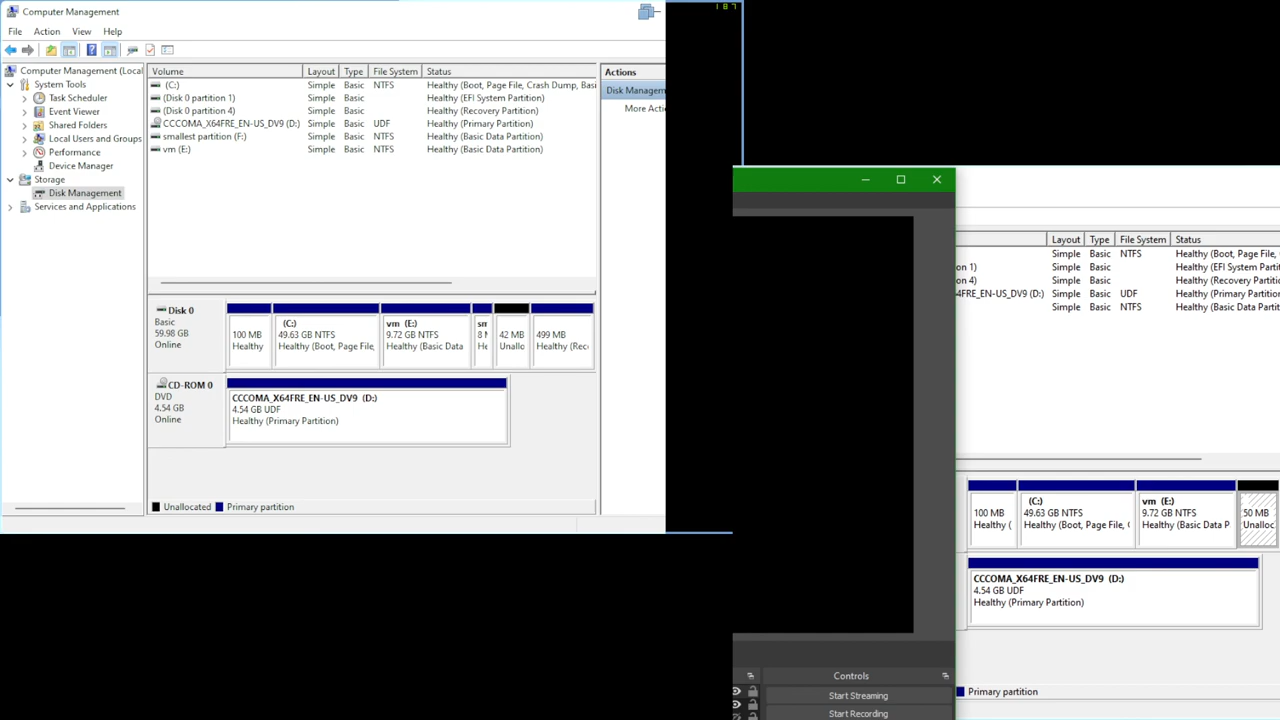 Computer Management
187
File Action View Help
Computer Management (Local
System Tools
Task Scheduler
Event Viewer
Shared Folders
Local Users and Groups
Performance
Device Manager
Storage
Disk Management
Services and Applications
Volume Layout Type File System Status
(C:) Simple Basic NTFS Healthy (Boot, Page File, Crash Dump, Basi
(Disk 0 partition 1) Simple Basic Healthy (EFI System Partition)
(Disk 0 partition 4) Simple Basic Healthy (Recovery Partition)
CCCOMA_X64FRE_EN-US_DV9 (D:) Simple Basic UDF Healthy (Primary Partition)
smallest partition (F:) Simple Basic NTFS Healthy (Basic Data Partition)
vm (E:) Simple Basic NTFS Healthy (Basic Data Partition)
Actions
Disk Managem
More Acti
Disk 0
Basic
59.98 GB
Online
100 MB
Healthy
(C:)
49.63 GB NTFS
Healthy (Boot, Page File,
vm (E:)
9.72 GB NTFS
Healthy (Basic Data
sm
8 M
He
42 MB
Unallo
499 MB
Healthy (Rec
CD-ROM 0
DVD
4.54 GB
Online
CCCOMA_X64FRE_EN-US_DV9 (D:)
4.54 GB UDF
Healthy (Primary Partition)
Unallocated Primary partition
Layout Type File System Status
Simple Basic NTFS Healthy (Boot, Page File,
on 1) Simple Basic Healthy (EFI System Partit
on 4) Simple Basic Healthy (Recovery Partitio
64FRE_EN-US_DV9 (D:) Simple Basic UDF Healthy (Primary Partition
Simple Basic NTFS Healthy (Basic Data Partit
100 MB
Healthy (
(C:)
49.63 GB NTFS
Healthy (Boot, Page File, C
vm (E:)
9.72 GB NTFS
Healthy (Basic Data P
50 MB
Unalloc
CCCOMA_X64FRE_EN-US_DV9 (D:)
4.54 GB UDF
Healthy (Primary Partition)
Primary partition
Controls
Start Streaming
Start Recording